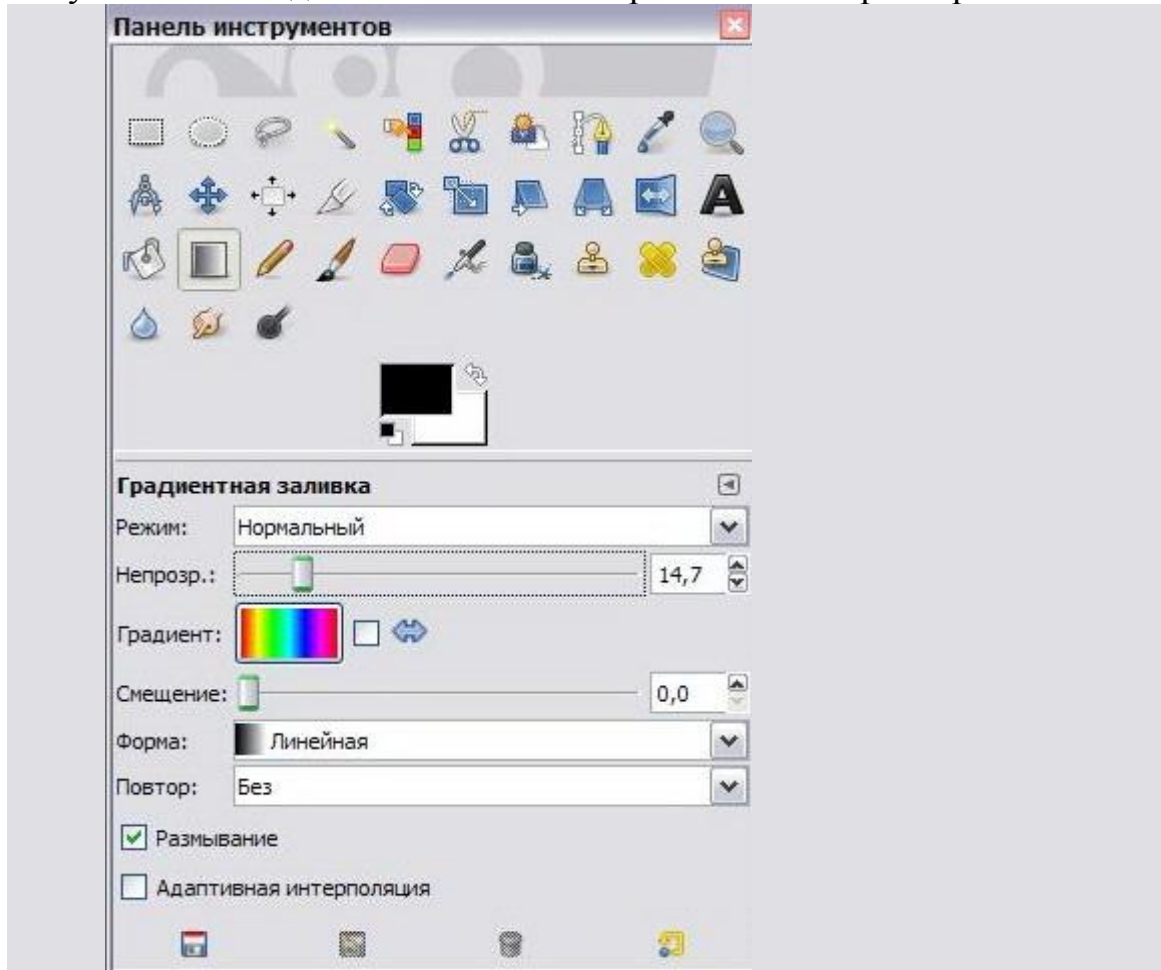 Панель инструментов
Градиентная заливка
Режим: Нормальный
Непрозр.: 14,7
Градиент:
Смещение: 0,0
Форма: Линейная
Повтор: Без
Размывание
Адаптивная интерполяция